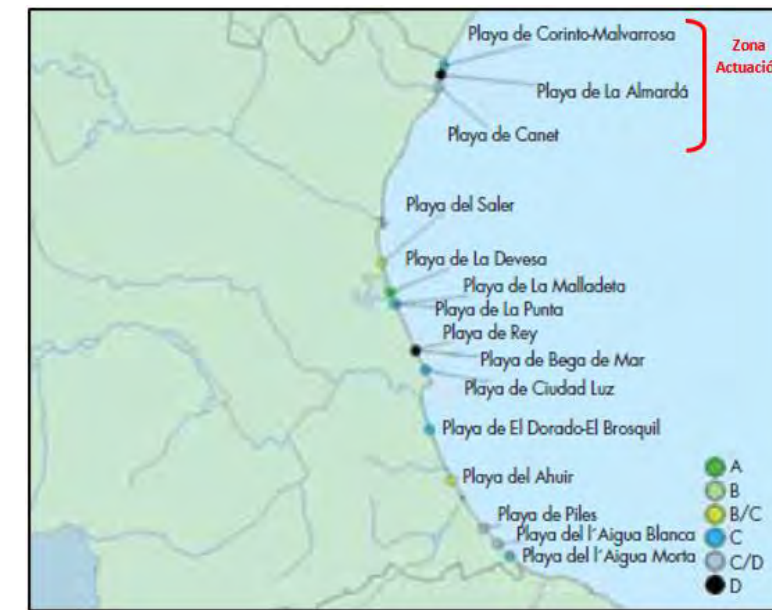 Playa de Corinto-Malvarrosa
Zona
Actuació
Playa de La Almardá
Playa de Canet
Playa del Saler
Playa de La Devesa
Playa de La Malladeta
Playa de La Punta
Playa de Rey
Playa de Bega de Mar
Playa de Ciudad Luz
Playa de El Dorado-El Brosquil
Playa del Ahuir
Playa de Piles
Playa del l´Aigua Blanca
Playa del l´Aigua Morta
A
B
B/C
C
C/D
D